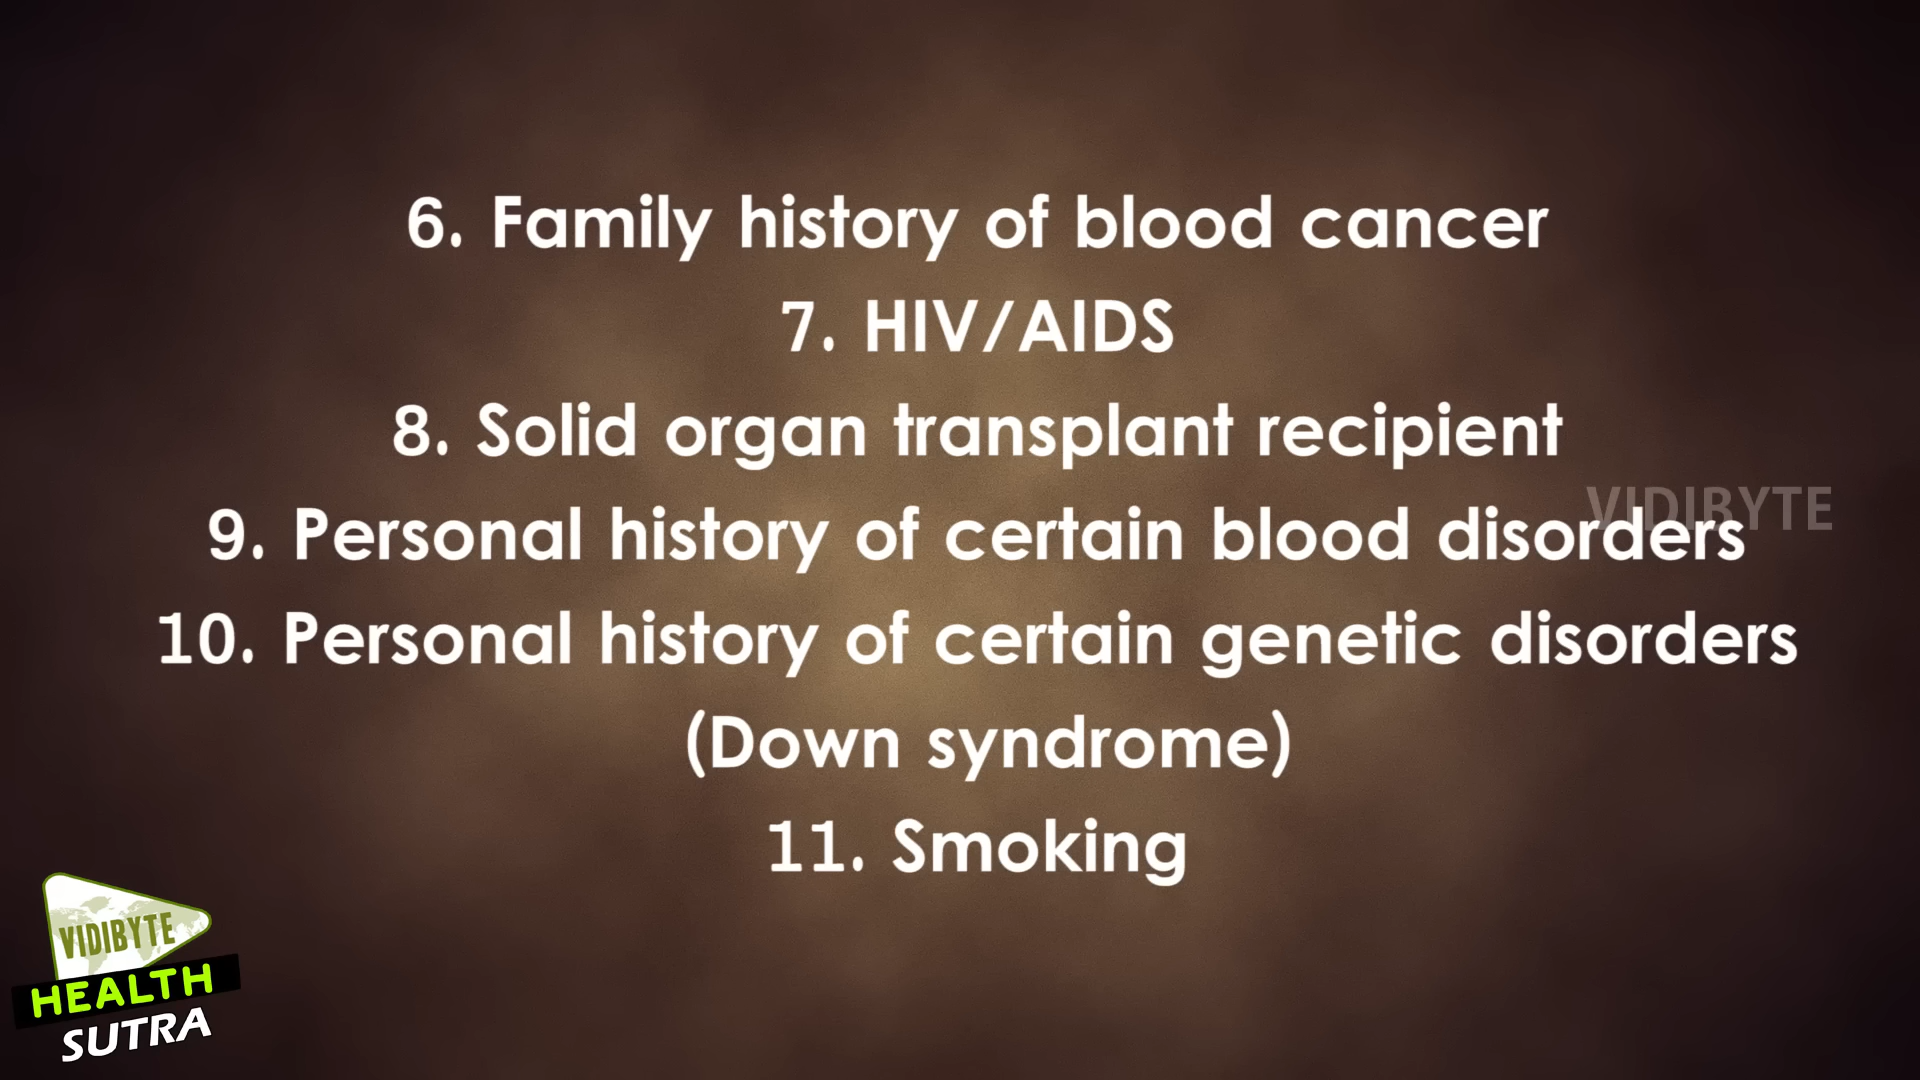 6. Family history of blood cancer
7. HIV/AIDS
8. Solid organ transplant recipient
VIDIBYTE
9. Personal history of certain blood disorders
10. Personal history of certain genetic disorders
(Down syndrome)
11. Smoking
VIDIBYTE
HEALTH
SUTRA